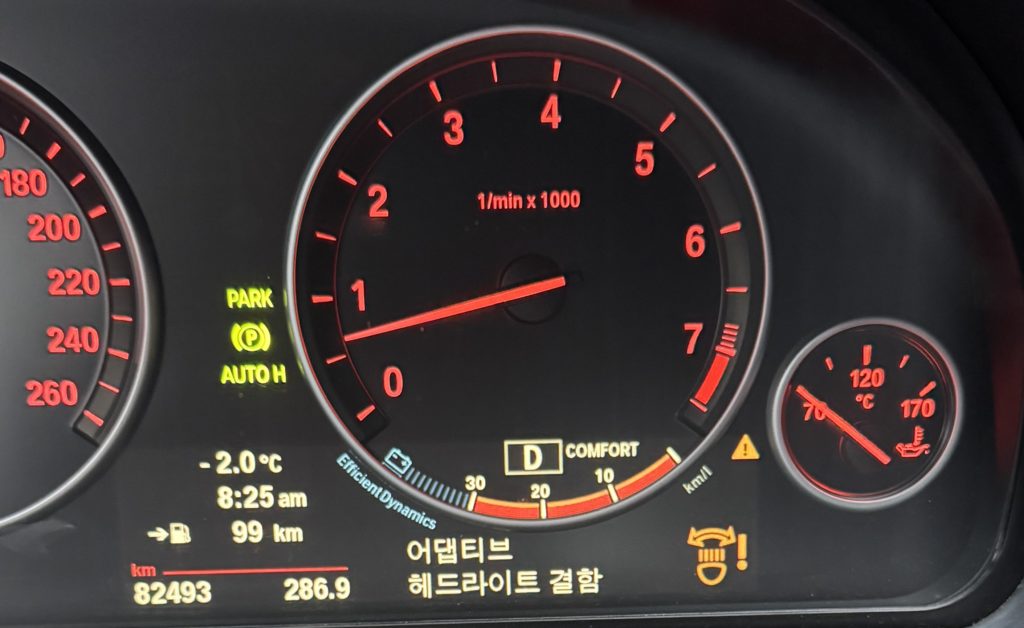 180
200
220
240
260
PARK
(P)
AUTO H
-2.0°C
8:25 am
99 km
km
82493 286.9
0
1
2
3
4
5
6
7
1/min x 1000
EfficientDynamics
D COMFORT
30
20
10
km/l
어댑티브
헤드라이트 결함
70
120
170
°C